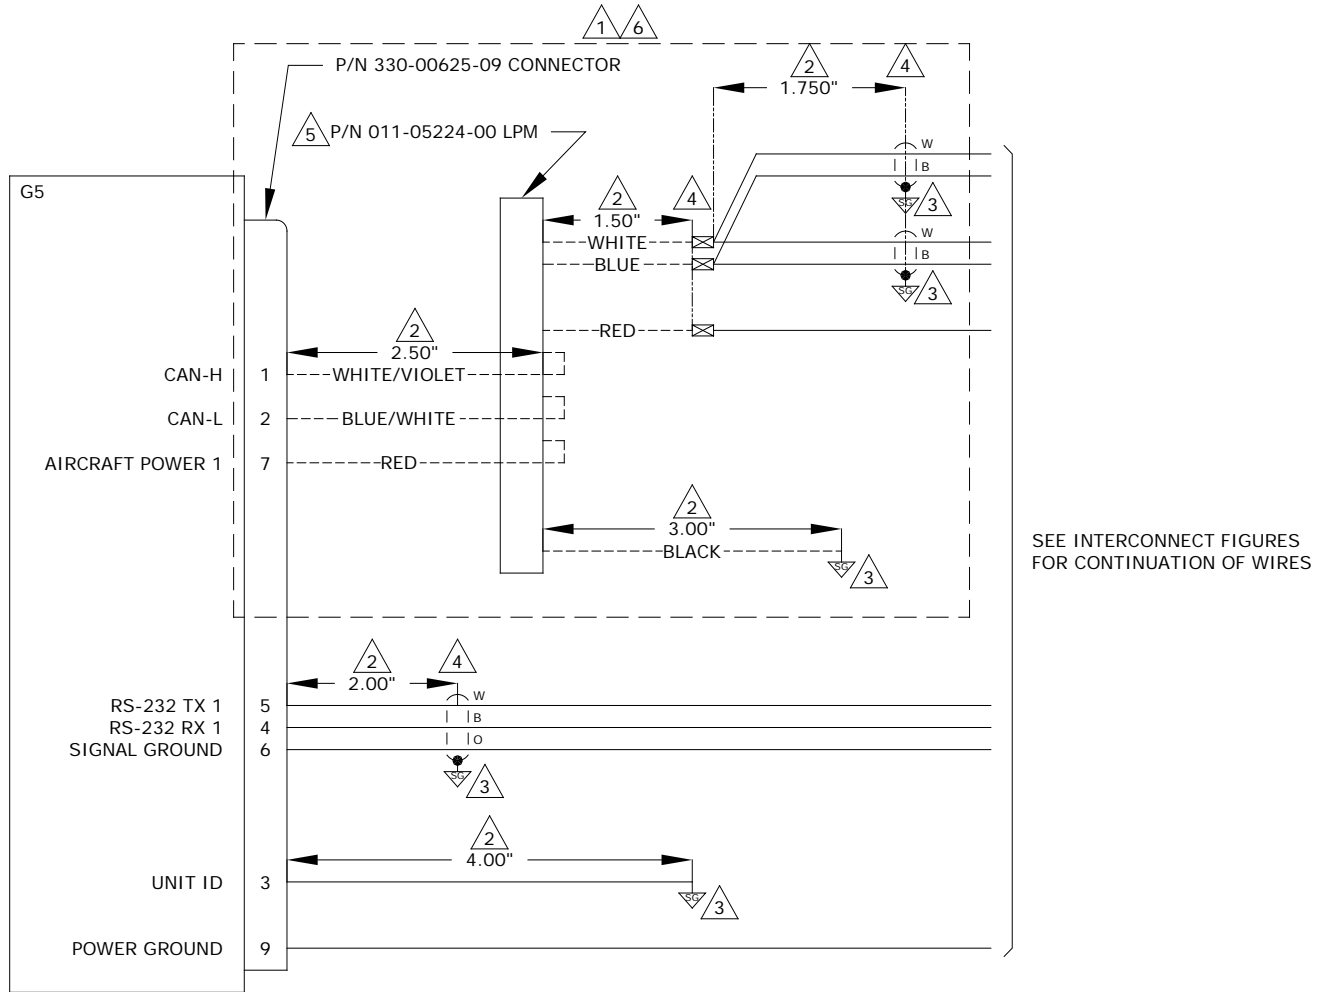 1 6
P/N 330-00625-09 CONNECTOR
2 4
1.750"
5 P/N 011-05224-00 LPM
W
B
G5
2 4
SG 3
1.50"
WHITE
W
BLUE
B
SG 3
RED
2
2.50"
CAN-H 1 WHITE/VIOLET
CAN-L 2 BLUE/WHITE
AIRCRAFT POWER 1 7 RED
2
3.00"
BLACK
SG 3
SEE INTERCONNECT FIGURES
FOR CONTINUATION OF WIRES
2 4
2.00"
W
RS-232 TX 1 5
B
RS-232 RX 1 4
O
SIGNAL GROUND 6
SG 3
2
4.00"
UNIT ID 3
SG 3
POWER GROUND 9